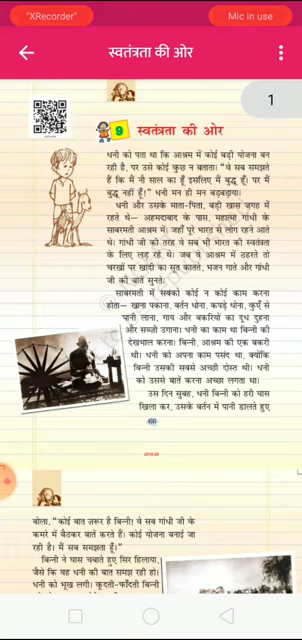 "XRecorder"
Mic in use
स्वतंत्रता की ओर
1
9 स्वतंत्रता की ओर
धनी को पता था कि आश्रम में कोई बड़ी योजना बन
रही है, पर उसे कोई कुछ न बताता। "वे सब समझते
हैं कि मैं नौ साल का हूँ इसलिए मैं बुद्धू हूँ। पर मैं
बुद्धू नहीं हूँ!" धनी मन ही मन बड़बड़ाया।
धनी और उसके माता-पिता, बड़ी खास जगह में
रहते थे— अहमदाबाद के पास, महात्मा गांधी के
साबरमती आश्रम में। जहाँ पूरे भारत से लोग रहने आते
थे। गांधी जी की तरह वे सब भी भारत की स्वतंत्रता
के लिए लड़ रहे थे। जब वे आश्रम में ठहरते तो
चरखों पर खादी का सूत कातते, भजन गाते और गांधी
जी की बातें सुनते।
साबरमती में सबको कोई न कोई काम करना
होता— खाना पकाना, बर्तन धोना, कपड़े धोना, कुएँ से
पानी लाना, गाय और बकरियों का दूध दुहना
और सब्ज़ी उगाना। धनी का काम था बिन्नी की
देखभाल करना। बिन्नी, आश्रम की एक बकरी
थी। धनी को अपना काम पसंद था, क्योंकि
बिन्नी उसकी सबसे अच्छी दोस्त थी। धनी
को उससे बातें करना अच्छा लगता था।
उस दिन सुबह, धनी बिन्नी को हरी घास
खिला कर, उसके बर्तन में पानी डालते हुए
2019-20
बोला, "कोई बात ज़रूर है बिन्नी! वे सब गांधी जी के
कमरे में बैठकर बातें करते हैं। कोई योजना बनाई जा
रही है। मैं सब समझता हूँ।"
बिन्नी ने घास चबाते हुए सिर हिलाया,
जैसे कि वह धनी की बात समझ रही हो।
धनी को भूख लगी। कूदती-फाँदती बिन्नी